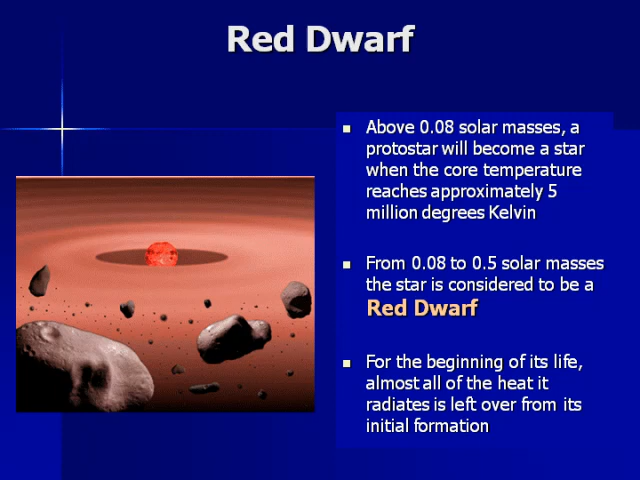 Red Dwarf
Above 0.08 solar masses, a
protostar will become a star
when the core temperature
reaches approximately 5
million degrees Kelvin
From 0.08 to 0.5 solar masses
the star is considered to be a
Red Dwarf
For the beginning of its life,
almost all of the heat it
radiates is left over from its
initial formation